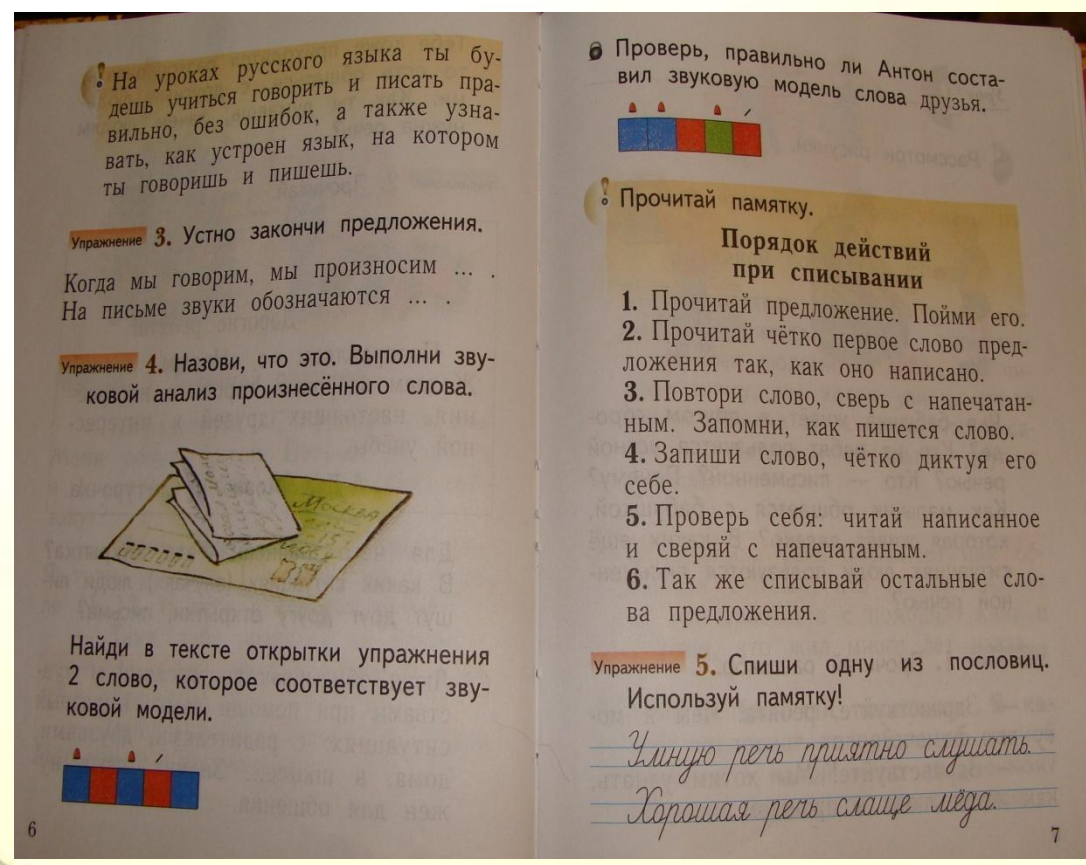 На уроках русского языка ты бу-
дешь учиться говорить и писать пра-
вильно, без ошибок, а также узна-
вать, как устроен язык, на котором
ты говоришь и пишешь.
Упражнение 3. Устно закончи предложения.
Когда мы говорим, мы произносим ... .
На письме звуки обозначаются ... .
Упражнение 4. Назови, что это. Выполни зву-
ковой анализ произнесённого слова.
Москва
Найди в тексте открытки упражнения
2 слово, которое соответствует зву-
ковой модели.
6
Проверь, правильно ли Антон соста-
вил звуковую модель слова друзья.
Прочитай памятку.
Порядок действий
при списывании
1. Прочитай предложение. Пойми его.
2. Прочитай чётко первое слово пред-
ложения так, как оно написано.
3. Повтори слово, сверь с напечатан-
ным. Запомни, как пишется слово.
4. Запиши слово, чётко диктуя его
себе.
5. Проверь себя: читай написанное
и сверяй с напечатанным.
6. Так же списывай остальные сло-
ва предложения.
Упражнение 5. Спиши одну из пословиц.
Используй памятку!
Умную речь приятно слушать.
Хорошая речь слаще мёда.
7